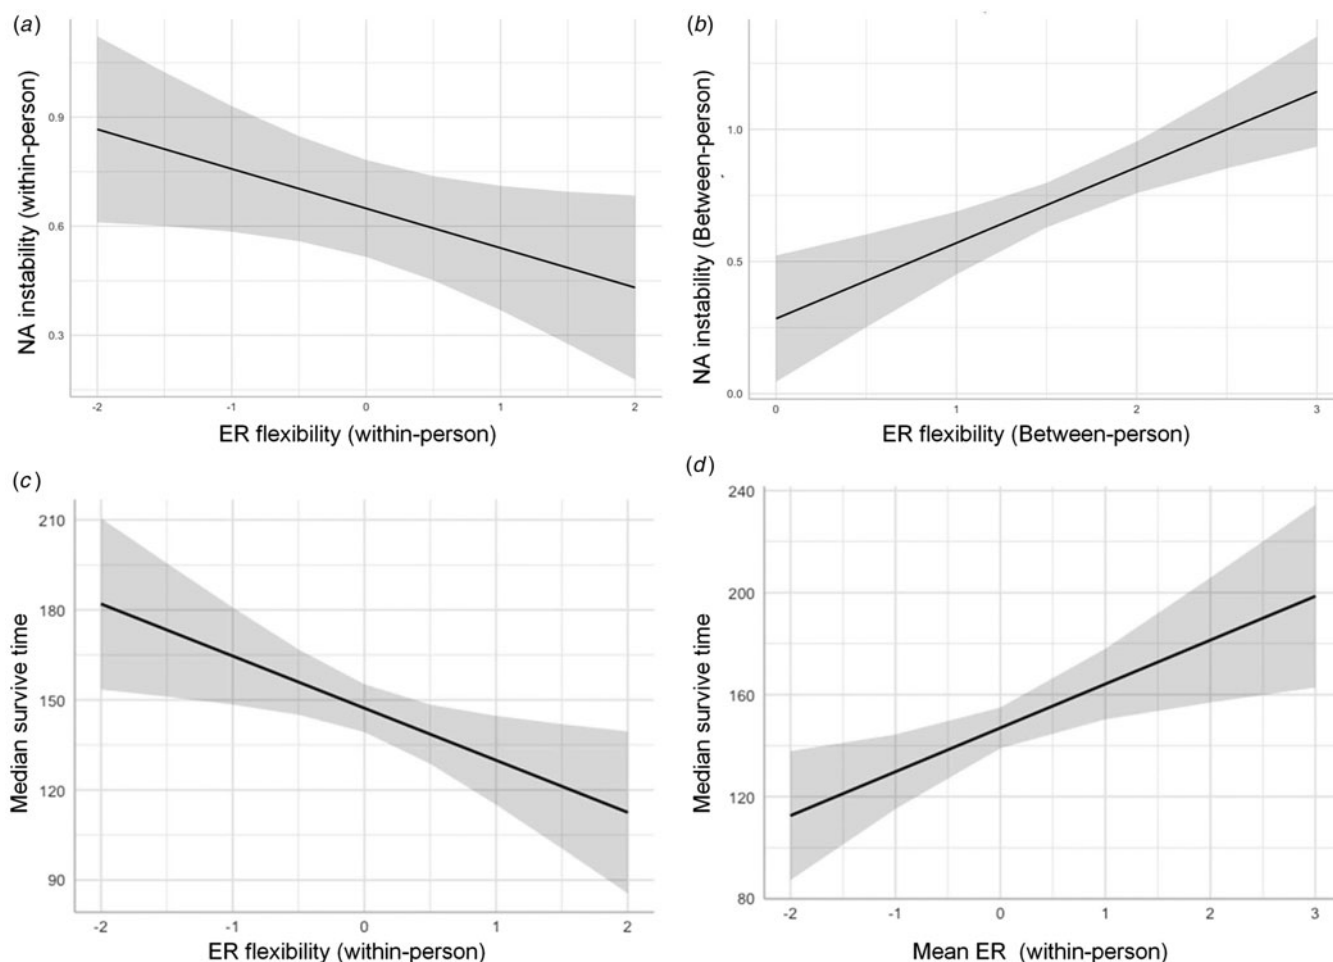 (a)
NA instability (within-person)
0.9
0.6
0.3
-2 -1 0 1 2
ER flexibility (within-person)
(b)
NA instability (Between-person)
1.0
0.5
0.0
0 1 2 3
ER flexibility (Between-person)
(c)
Median survive time
210
180
150
120
90
-2 -1 0 1 2
ER flexibility (within-person)
(d)
Median survive time
240
200
160
120
80
-2 -1 0 1 2 3
Mean ER (within-person)